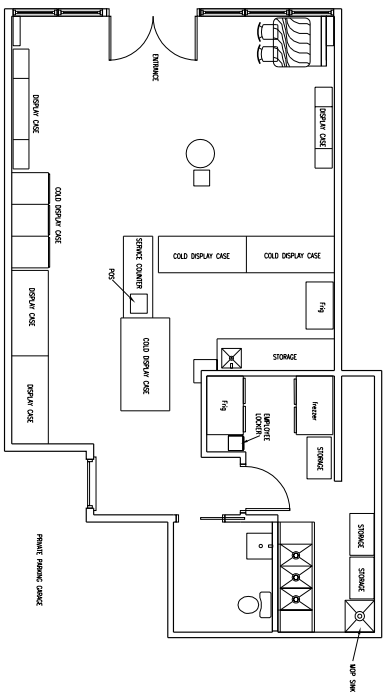 ENTRANCE
DISPLAY CASE
DISPLAY CASE
COLD DISPLAY CASE
SERVICE COUNTER
POS
COLD DISPLAY CASE
COLD DISPLAY CASE
DISPLAY CASE
Frig
COLD DISPLAY CASE
STORAGE
DISPLAY CASE
Frig
EMPLOYEE
LOCKER
frezzer
STORAGE
STORAGE
STORAGE
PRIVATE PARKING GARAGE
MOP SINK